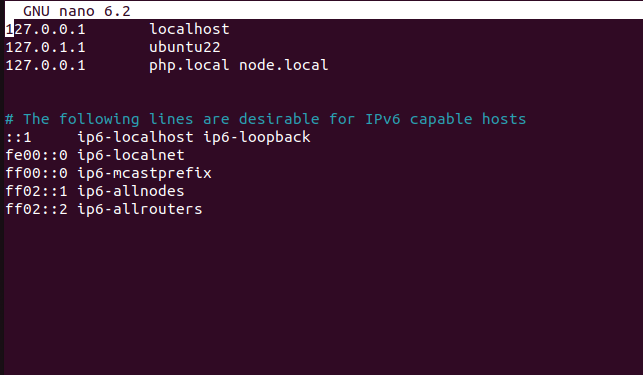 GNU nano 6.2
127.0.0.1 localhost
127.0.1.1 ubuntu22
127.0.0.1 php.local node.local
# The following lines are desirable for IPv6 capable hosts
::1 ip6-localhost ip6-loopback
fe00::0 ip6-localnet
ff00::0 ip6-mcastprefix
ff02::1 ip6-allnodes
ff02::2 ip6-allrouters